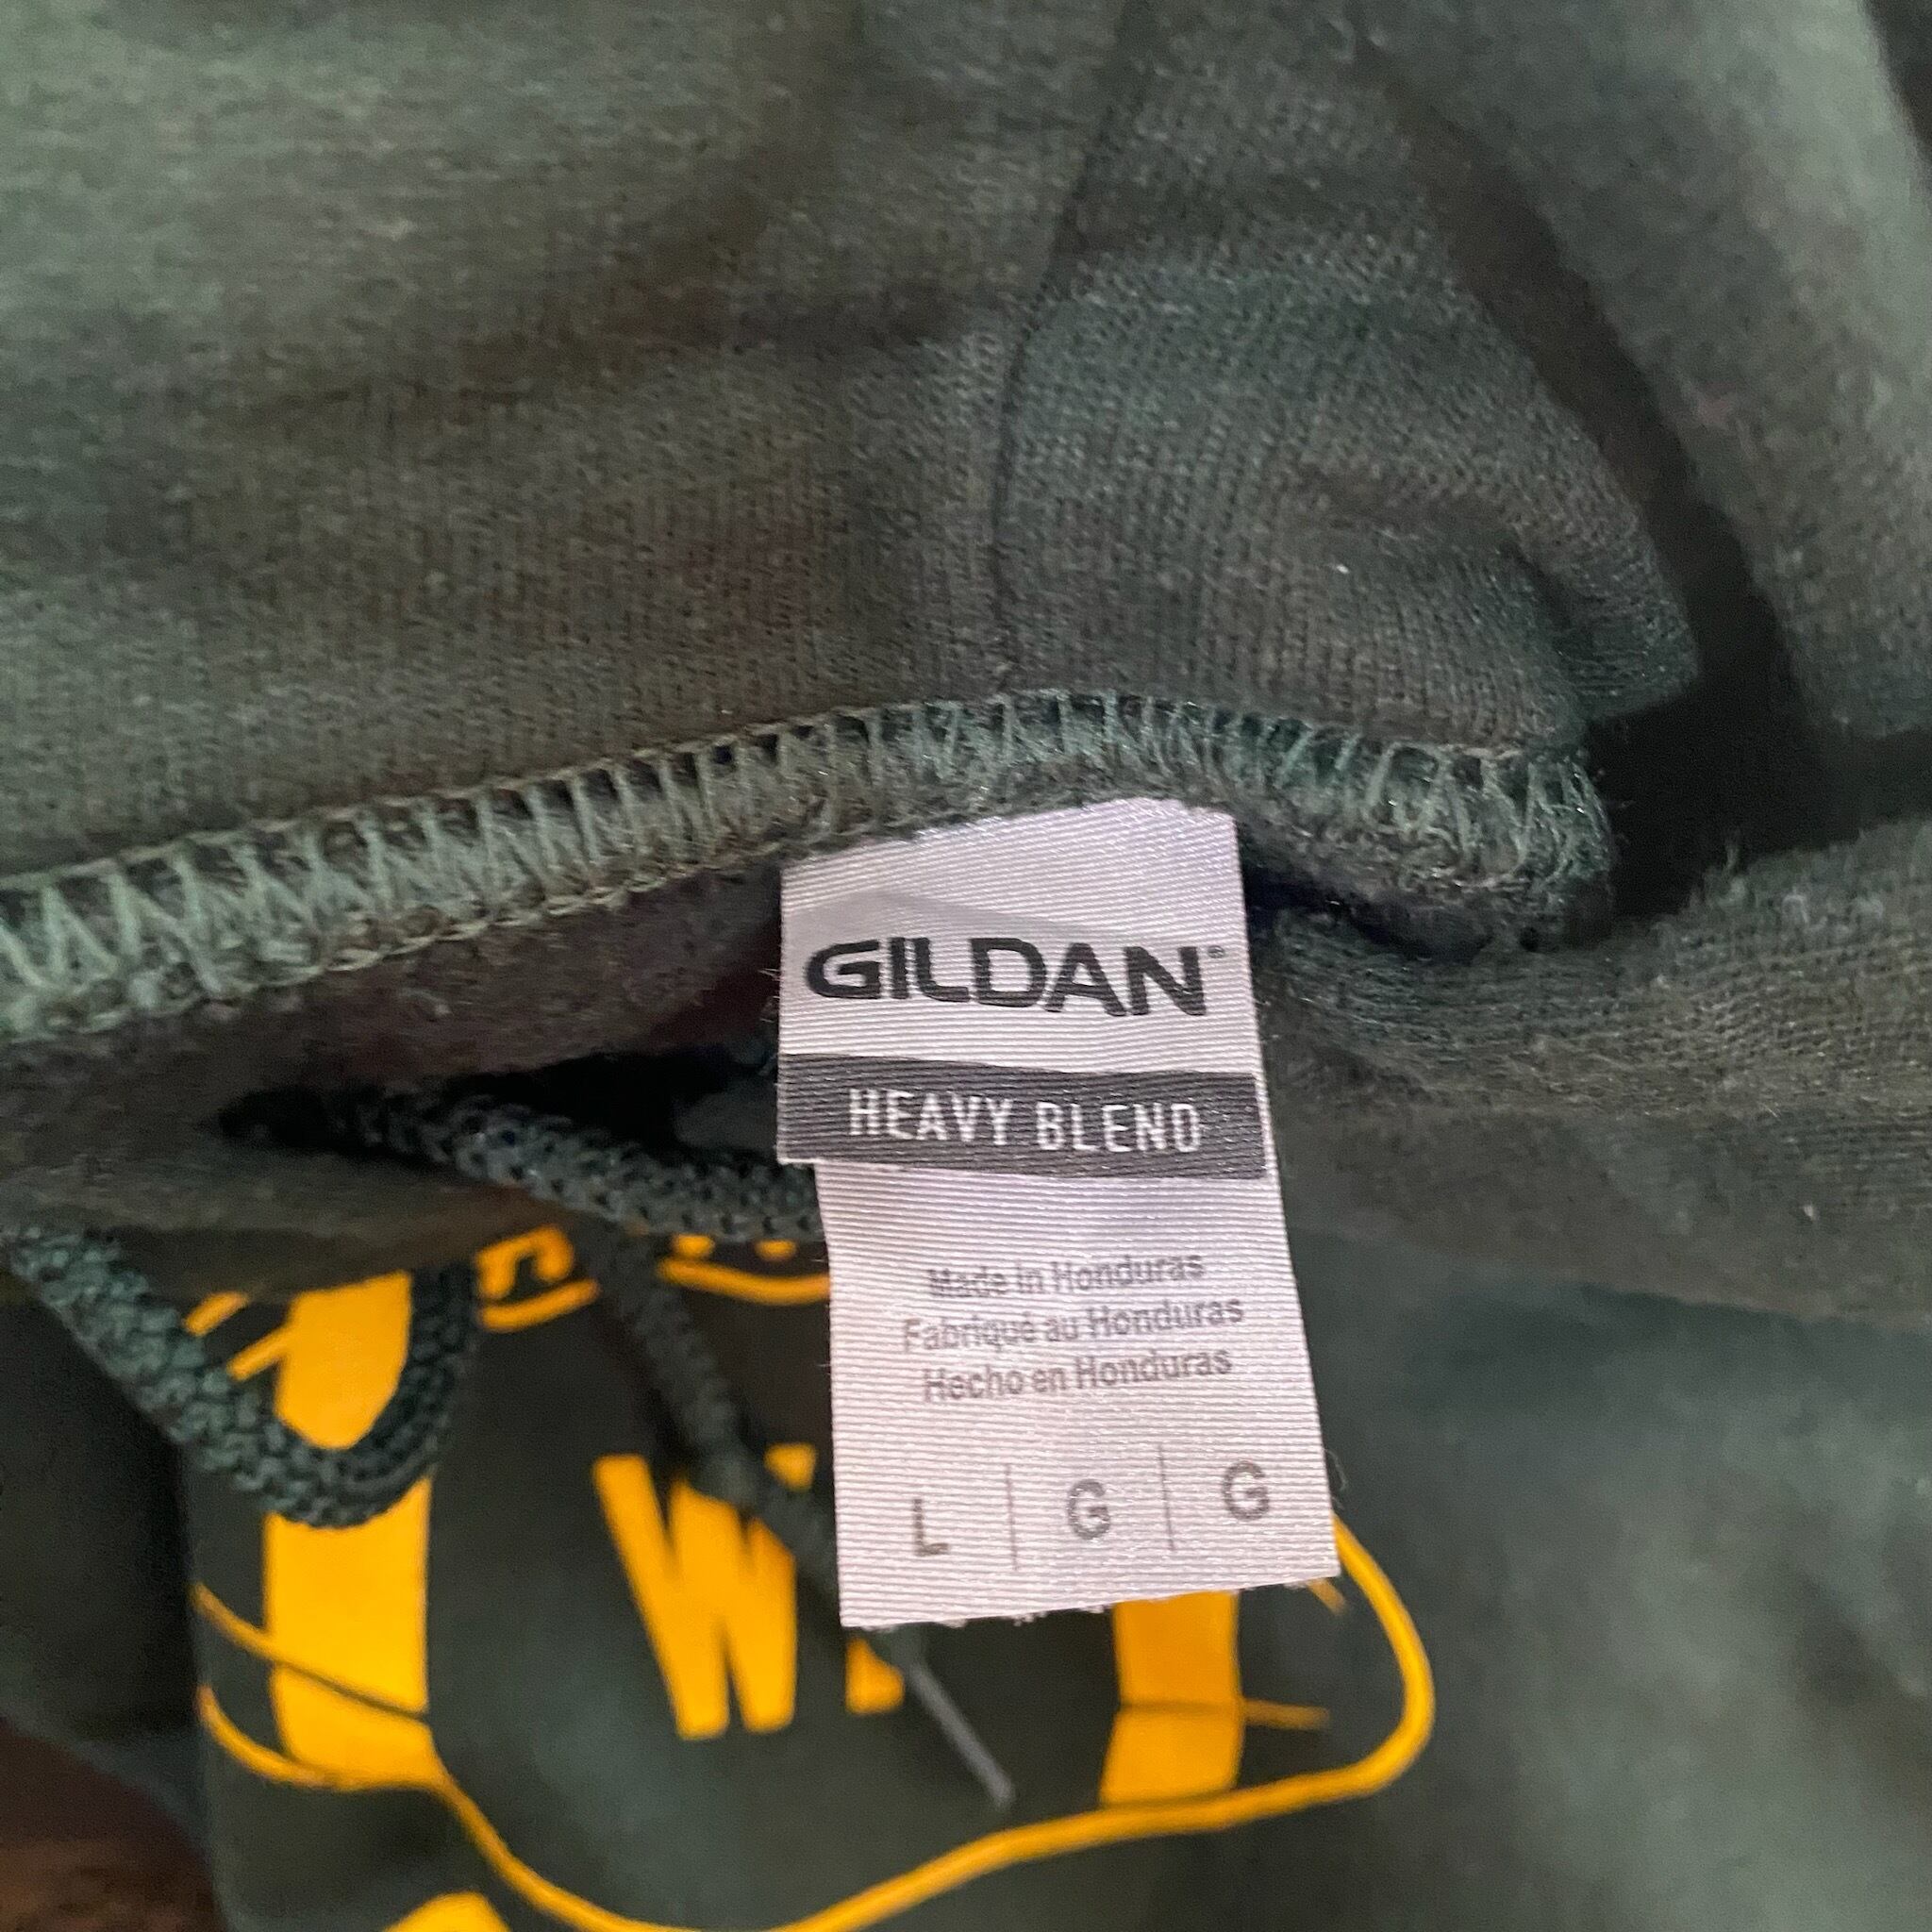 GILDAN
HEAVY BLEND
Made in Honduras
Fabriqué au Honduras
Hecho en Honduras
L | G | G
W